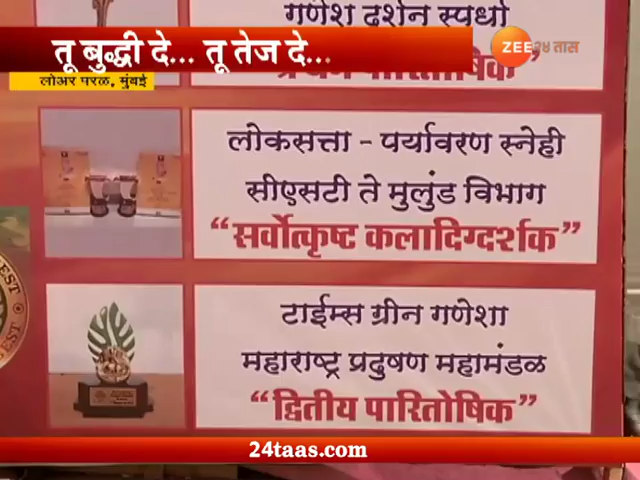 गणेश दर्शन स्पर्धा
तू बुद्धी दे... तू तेज दे...
ZEE २४ तास
लोअर परळ, मुंबई
लोकसत्ता - पर्यावरण स्नेही
सीएसटी ते मुलुंड विभाग
“सर्वोत्कृष्ट कलादिग्दर्शक”
टाईम्स ग्रीन गणेशा
महाराष्ट्र प्रदुषण महामंडळ
“द्वितीय पारितोषिक”
24taas.com